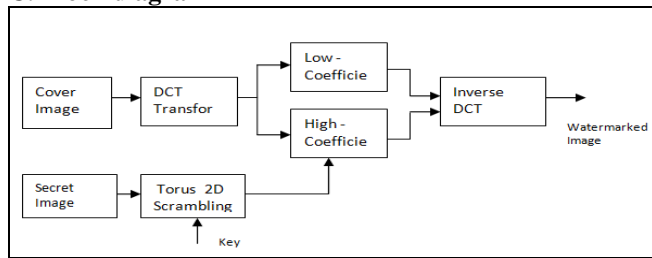 Cover
Image
DCT
Transfor
Low -
Coefficie
High -
Coefficie
Inverse
DCT
Watermarked
Image
Secret
Image
Torus 2D
Scrambling
Key